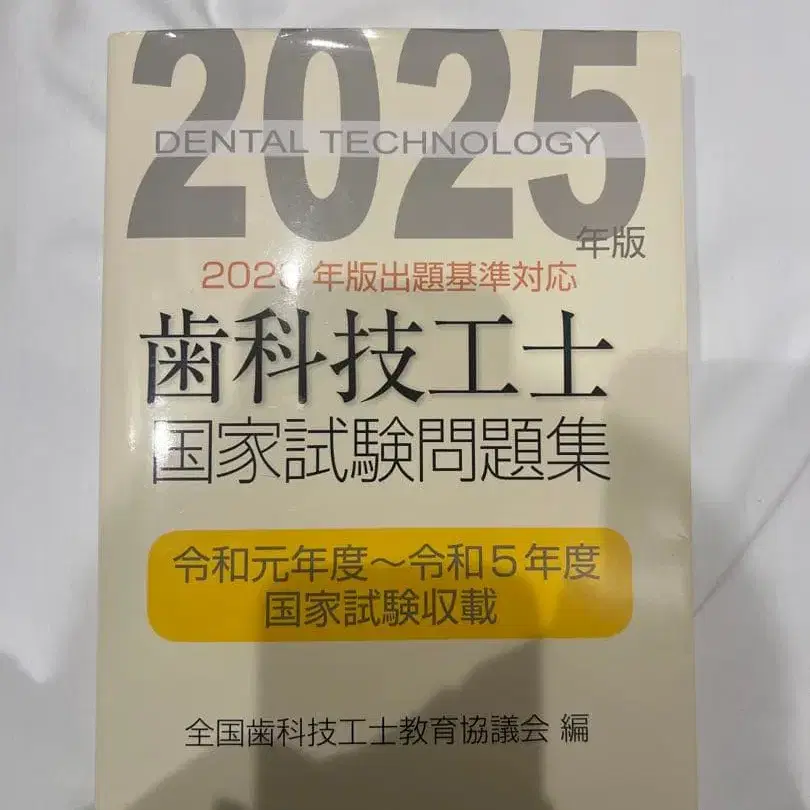 2025
DENTAL TECHNOLOGY
年版
年版出題基準対応
歯科技工士
国家試験問題集
令和元年度～令和5年度
国家試験収載
全国歯科技工士教育協議会 編